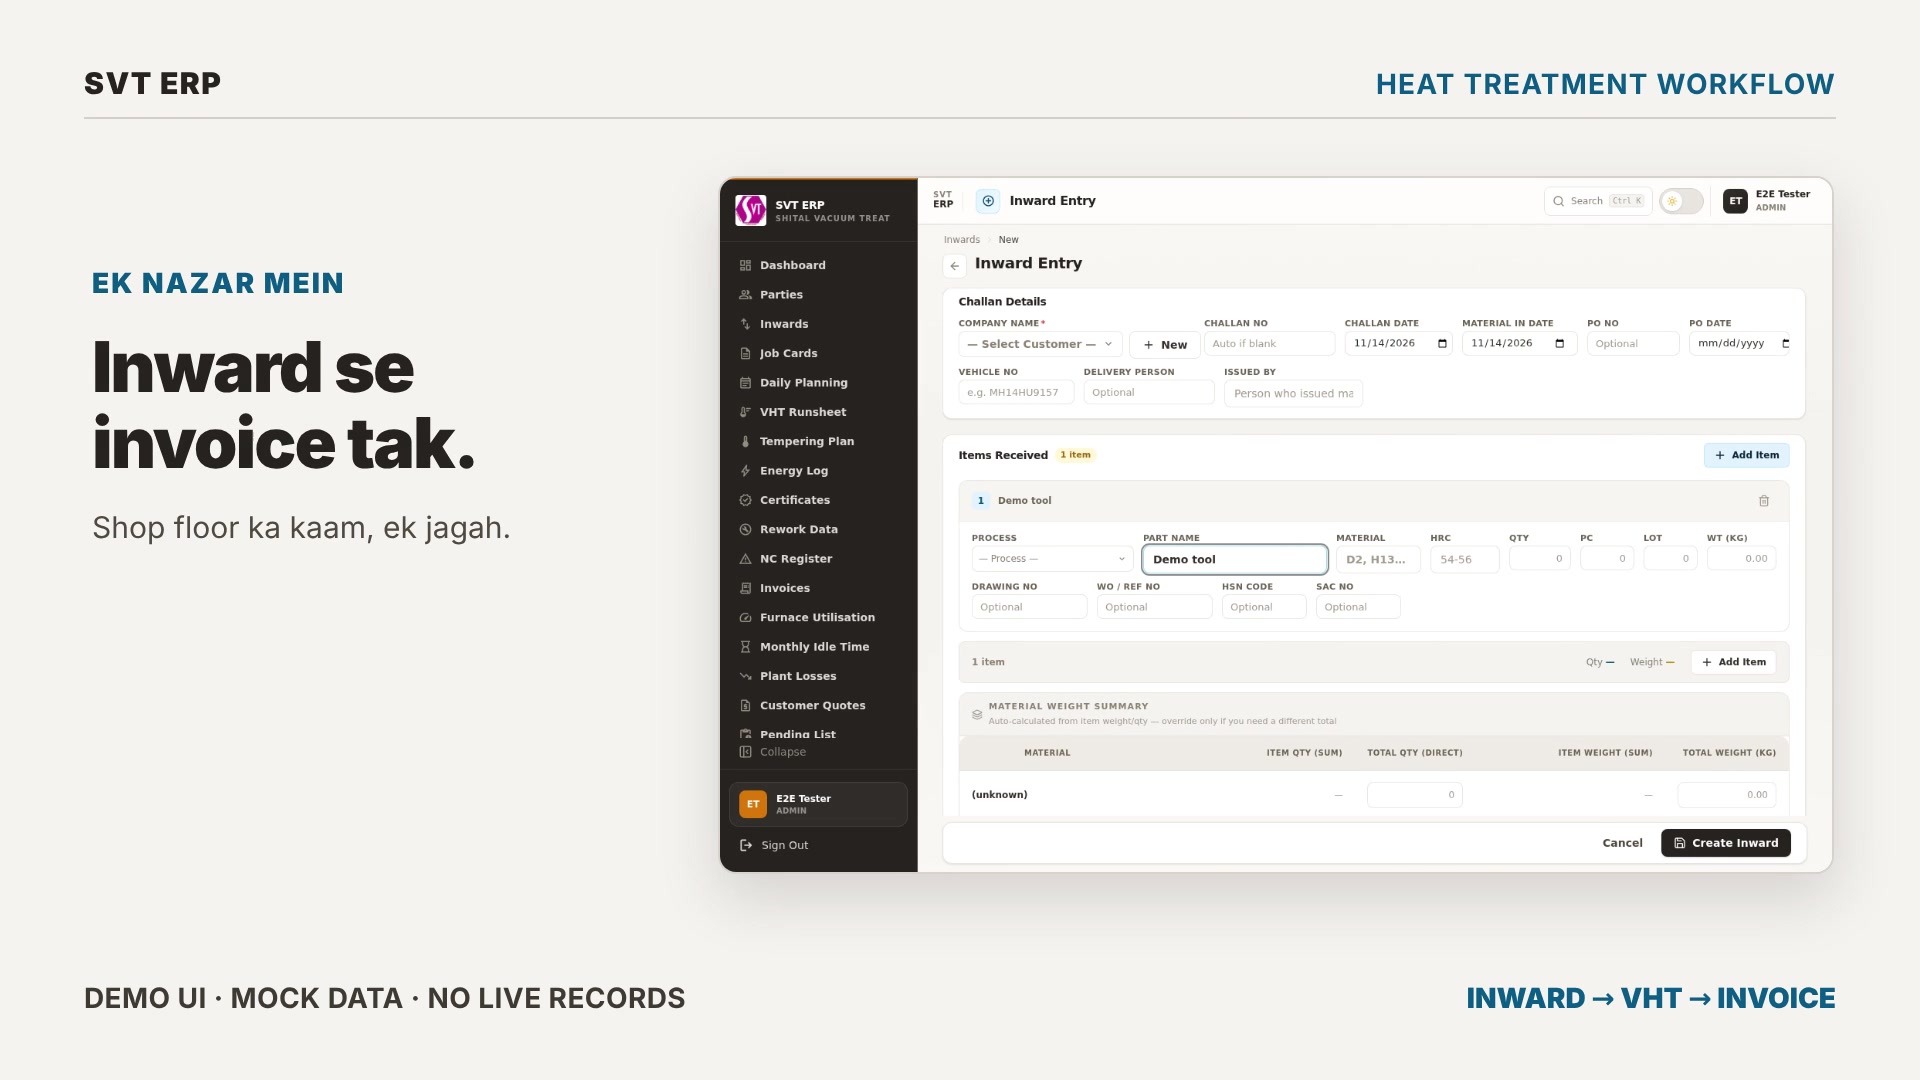 SVT ERP
HEAT TREATMENT WORKFLOW
EK NAZAR MEIN
Inward se
invoice tak.
Shop floor ka kaam, ek jagah.
SVT
SVT ERP
SHITAL VACUUM TREAT
Dashboard
Parties
Inwards
Job Cards
Daily Planning
VHT Runsheet
Tempering Plan
Energy Log
Certificates
Rework Data
NC Register
Invoices
Furnace Utilisation
Monthly Idle Time
Plant Losses
Customer Quotes
Pending List
Collapse
ET
E2E Tester
ADMIN
Sign Out
SVT
ERP
Inward Entry
Search Ctrl K
ET
E2E Tester
ADMIN
Inwards › New
Inward Entry
Challan Details
COMPANY NAME* CHALLAN NO CHALLAN DATE MATERIAL IN DATE PO NO PO DATE
— Select Customer — + New Auto if blank 11/14/2026 11/14/2026 Optional mm/dd/yyyy
VEHICLE NO DELIVERY PERSON ISSUED BY
e.g. MH14HU9157 Optional Person who issued ma
Items Received 1 item + Add Item
1 Demo tool
PROCESS PART NAME MATERIAL HRC QTY PC LOT WT (KG)
— Process — Demo tool D2, H13... 54-56 0 0 0 0.00
DRAWING NO WO / REF NO HSN CODE SAC NO
Optional Optional Optional Optional
1 item Qty — Weight — + Add Item
MATERIAL WEIGHT SUMMARY
Auto-calculated from item weight/qty — override only if you need a different total
MATERIAL ITEM QTY (SUM) TOTAL QTY (DIRECT) ITEM WEIGHT (SUM) TOTAL WEIGHT (KG)
(unknown) — 0 — 0.00
Cancel Create Inward
DEMO UI · MOCK DATA · NO LIVE RECORDS
INWARD → VHT → INVOICE